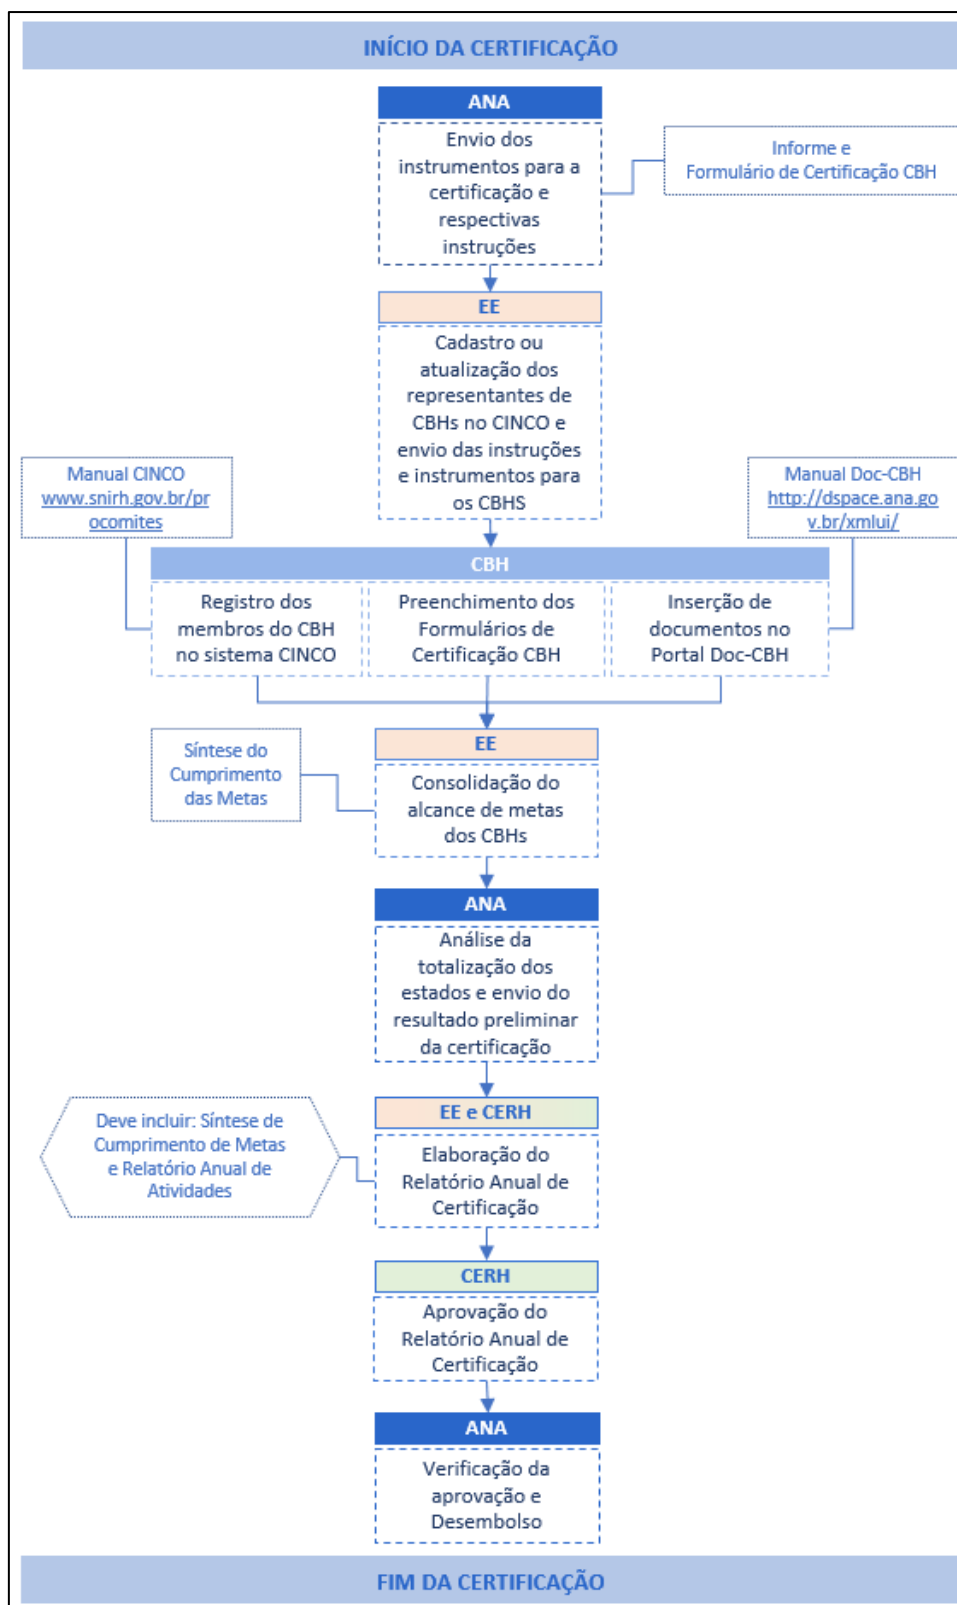 INÍCIO DA CERTIFICAÇÃO
ANA
Envio dos
instrumentos para a
certificação e
respectivas
instruções
Informe e
Formulário de Certificação CBH
EE
Cadastro ou
atualização dos
representantes de
CBHs no CINCO e
envio das instruções
e instrumentos para
os CBHS
Manual CINCO
www.snirh.gov.br/pr
ocomites
Manual Doc-CBH
http://dspace.ana.go
v.br/xmlui/
CBH
Registro dos
membros do CBH
no sistema CINCO
Preenchimento dos
Formulários de
Certificação CBH
Inserção de
documentos no
Portal Doc-CBH
EE
Síntese do
Cumprimento
das Metas
Consolidação do
alcance de metas
dos CBHs
ANA
Análise da
totalização dos
estados e envio do
resultado preliminar
da certificação
EE e CERH
Deve incluir: Síntese de
Cumprimento de Metas
e Relatório Anual de
Atividades
Elaboração do
Relatório Anual de
Certificação
CERH
Aprovação do
Relatório Anual de
Certificação
ANA
Verificação da
aprovação e
Desembolso
FIM DA CERTIFICAÇÃO